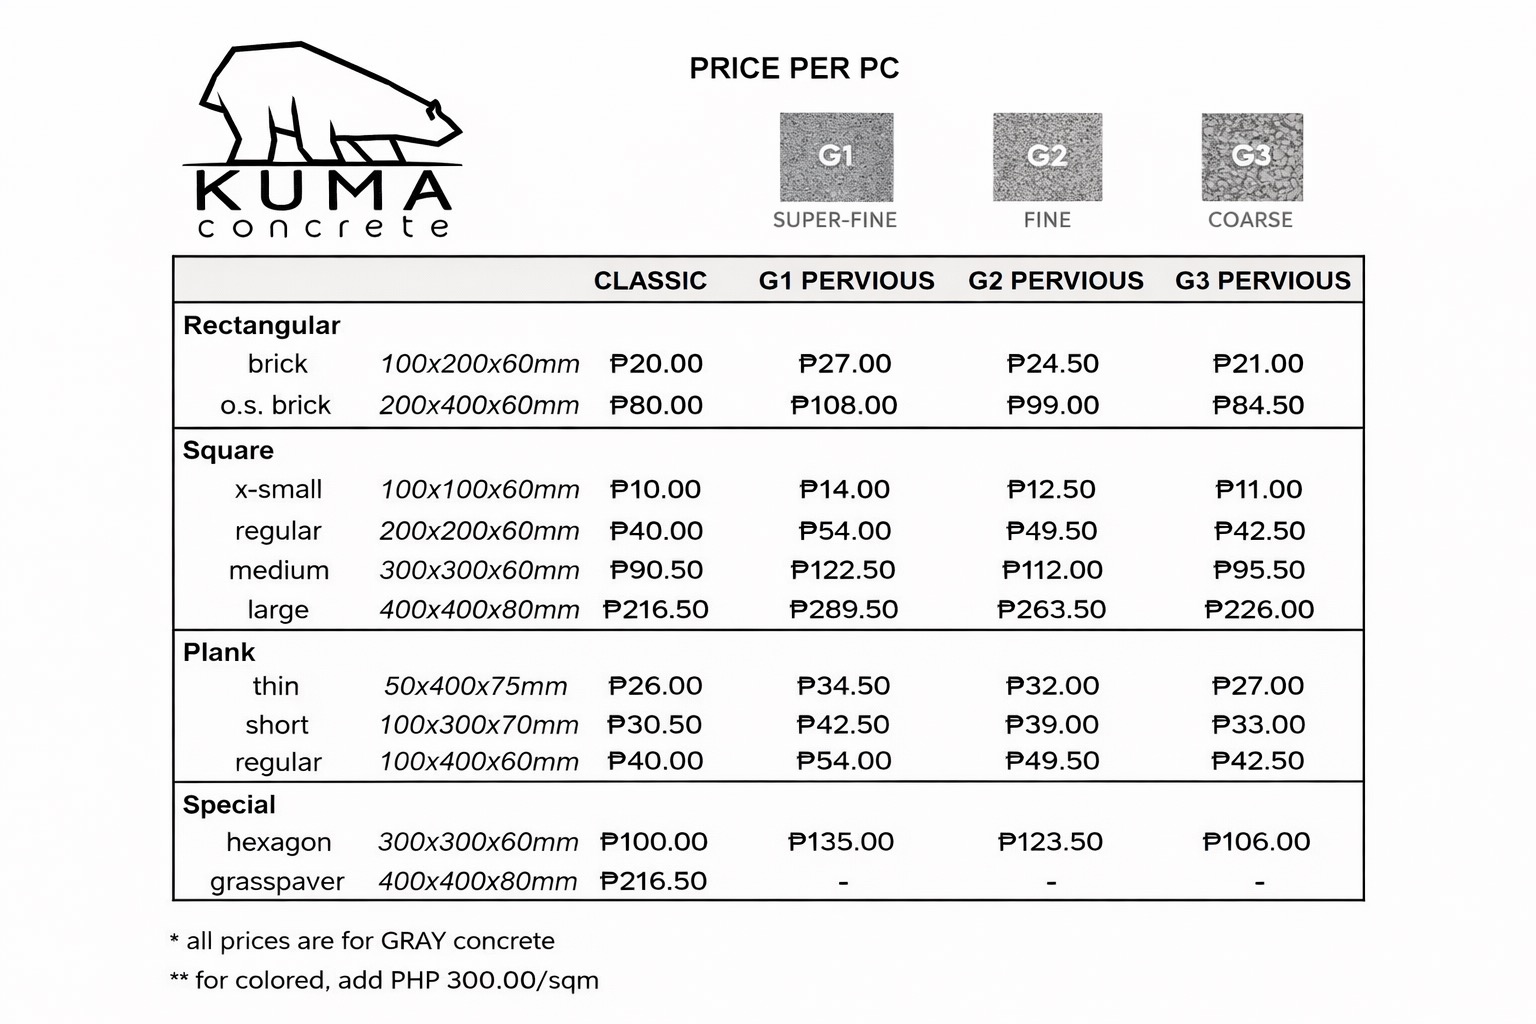 KUMA
concrete
PRICE PER PC
G1 G2 G3
SUPER-FINE FINE COARSE
CLASSIC G1 PERVIOUS G2 PERVIOUS G3 PERVIOUS
Rectangular
brick 100x200x60mm ₱20.00 ₱27.00 ₱24.50 ₱21.00
o.s. brick 200x400x60mm ₱80.00 ₱108.00 ₱99.00 ₱84.50
Square
x-small 100x100x60mm ₱10.00 ₱14.00 ₱12.50 ₱11.00
regular 200x200x60mm ₱40.00 ₱54.00 ₱49.50 ₱42.50
medium 300x300x60mm ₱90.50 ₱122.50 ₱112.00 ₱95.50
large 400x400x80mm ₱216.50 ₱289.50 ₱263.50 ₱226.00
Plank
thin 50x400x75mm ₱26.00 ₱34.50 ₱32.00 ₱27.00
short 100x300x70mm ₱30.50 ₱42.50 ₱39.00 ₱33.00
regular 100x400x60mm ₱40.00 ₱54.00 ₱49.50 ₱42.50
Special
hexagon 300x300x60mm ₱100.00 ₱135.00 ₱123.50 ₱106.00
grasspaver 400x400x80mm ₱216.50 - - -
* all prices are for GRAY concrete
** for colored, add PHP 300.00/sqm